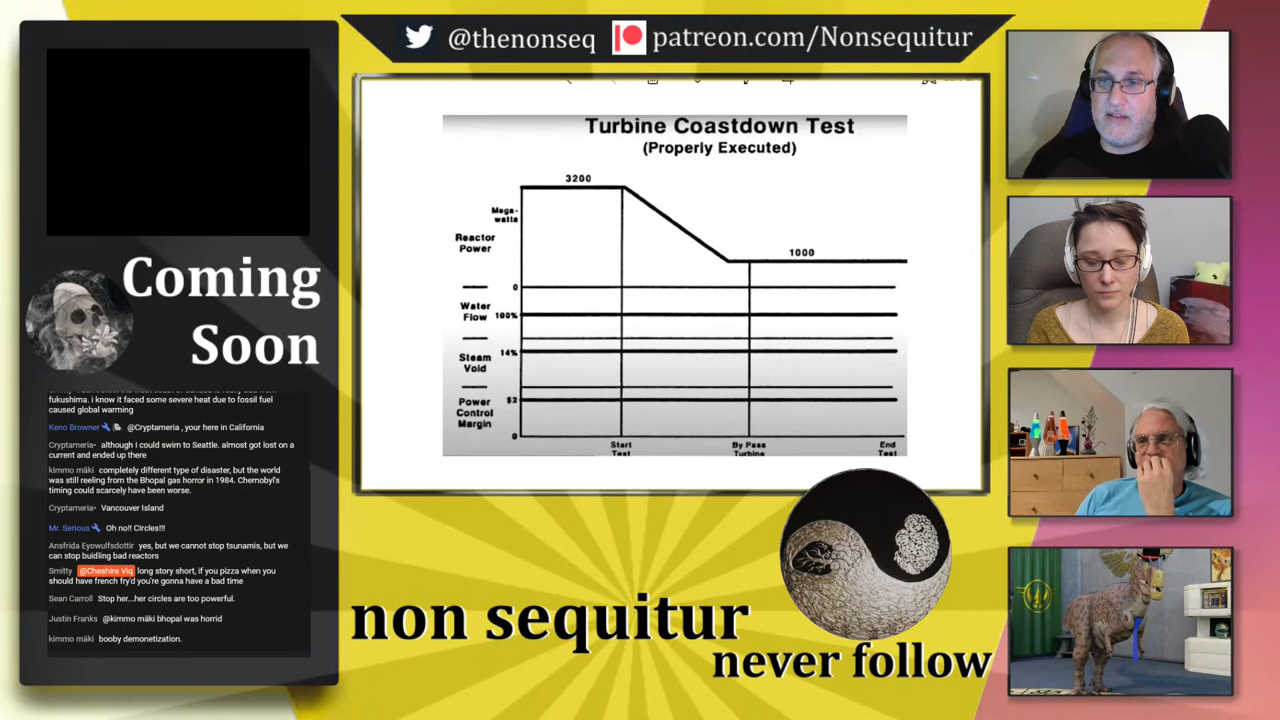 @thenonseq patreon.com/Nonsequitur
Coming
Soon
fukushima. i know it faced some severe heat due to fossil fuel
caused global warming
Keno Browner @Cryptameria , your here in California
Cryptameria• although I could swim to Seattle. almost got lost on a
current and ended up there
kimmo mäki completely different type of disaster, but the world
was still reeling from the Bhopal gas horror in 1984. Chernobyl's
timing could scarcely have been worse.
Cryptameria• Vancouver Island
Mr. Serious Oh no!! CIrcles!!!
Ansfrida Eyowulfsdottir yes, but we cannot stop tsunamis, but we
can stop buidling bad reactors
Smitty @Cheshire Viq long story short, if you pizza when you
should have french fry'd you're gonna have a bad time
Sean Carroll Stop her...her circles are too powerful.
Justin Franks @kimmo mäki bhopal was horrid
kimmo mäki booby demonetization.
Turbine Coastdown Test
(Properly Executed)
3200
Mega-
watts
Reactor
Power
1000
0
Water
Flow
100%
Steam
Void
14%
Power
Control
Margin
$2
0
Start
Test
By Pass
Turbine
End
Test
non sequitur
never follow